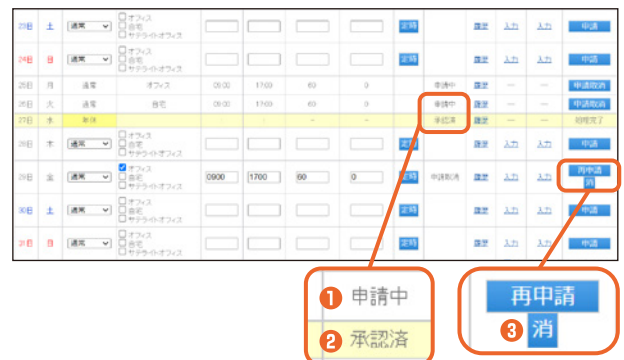 23日 土 通常 オフィス 自宅 サテライトオフィス 定時 履歴 入力 入力 申請
24日 日 通常 オフィス 自宅 サテライトオフィス 定時 履歴 入力 入力 申請
25日 月 通常 オフィス 09:00 17:00 60 0 申請中 履歴 — — 申請取消
26日 火 通常 自宅 09:00 17:00 60 0 申請中 履歴 — — 申請取消
27日 水 年休 - - - - 承認済 履歴 — —
28日 木 通常 オフィス 自宅 サテライトオフィス 定時 履歴 入力 入力 申請
29日 金 通常 オフィス 自宅 サテライトオフィス 0900 1700 60 0 定時 申請取消 履歴 入力 入力 再申請 消
30日 土 通常 オフィス 自宅 サテライトオフィス 定時 履歴 入力 入力 申請
31日 日 通常 オフィス 自宅 サテライトオフィス 定時 履歴 入力 入力 申請
❶ 申請中
❷ 承認済
再申請
❸ 消